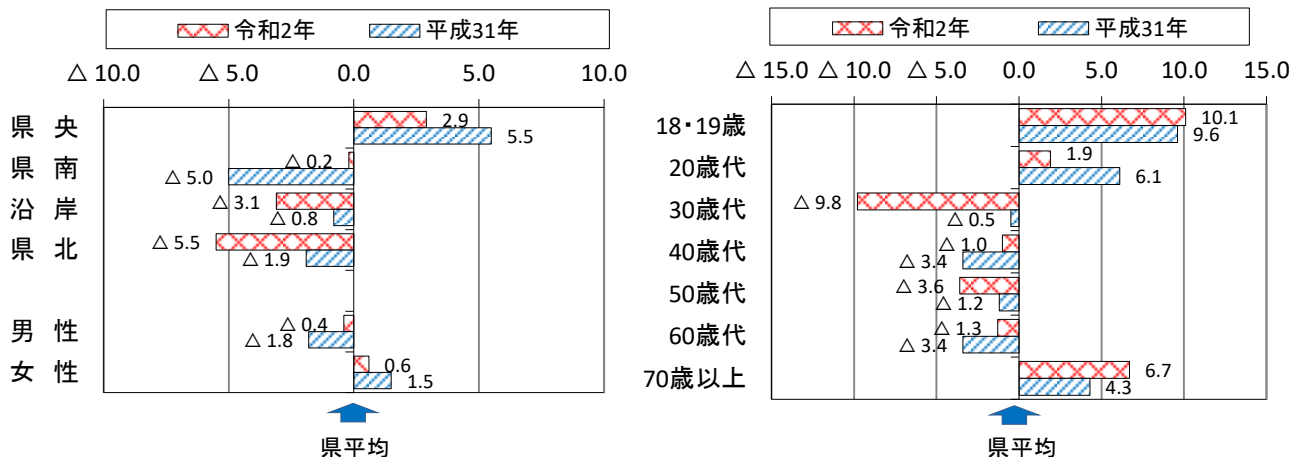 令和2年 平成31年
△ 10.0 △ 5.0 0.0 5.0 10.0
県 央 2.9
5.5
県 南 △ 0.2
△ 5.0
沿 岸 △ 3.1
△ 0.8
県 北 △ 5.5
△ 1.9
男 性 △ 0.4
△ 1.8
女 性 0.6
1.5
県平均
令和2年 平成31年
△ 15.0 △ 10.0 △ 5.0 0.0 5.0 10.0 15.0
18・19歳 10.1
9.6
20歳代 1.9
6.1
30歳代 △ 9.8
△ 0.5
40歳代 △ 1.0
△ 3.4
50歳代 △ 3.6
△ 1.2
60歳代 △ 1.3
△ 3.4
70歳以上 6.7
4.3
県平均